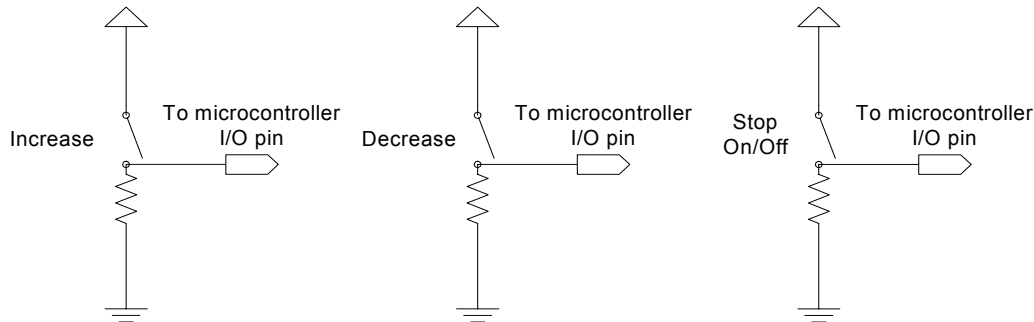 Increase
To microcontroller
I/O pin
Decrease
To microcontroller
I/O pin
Stop
On/Off
To microcontroller
I/O pin